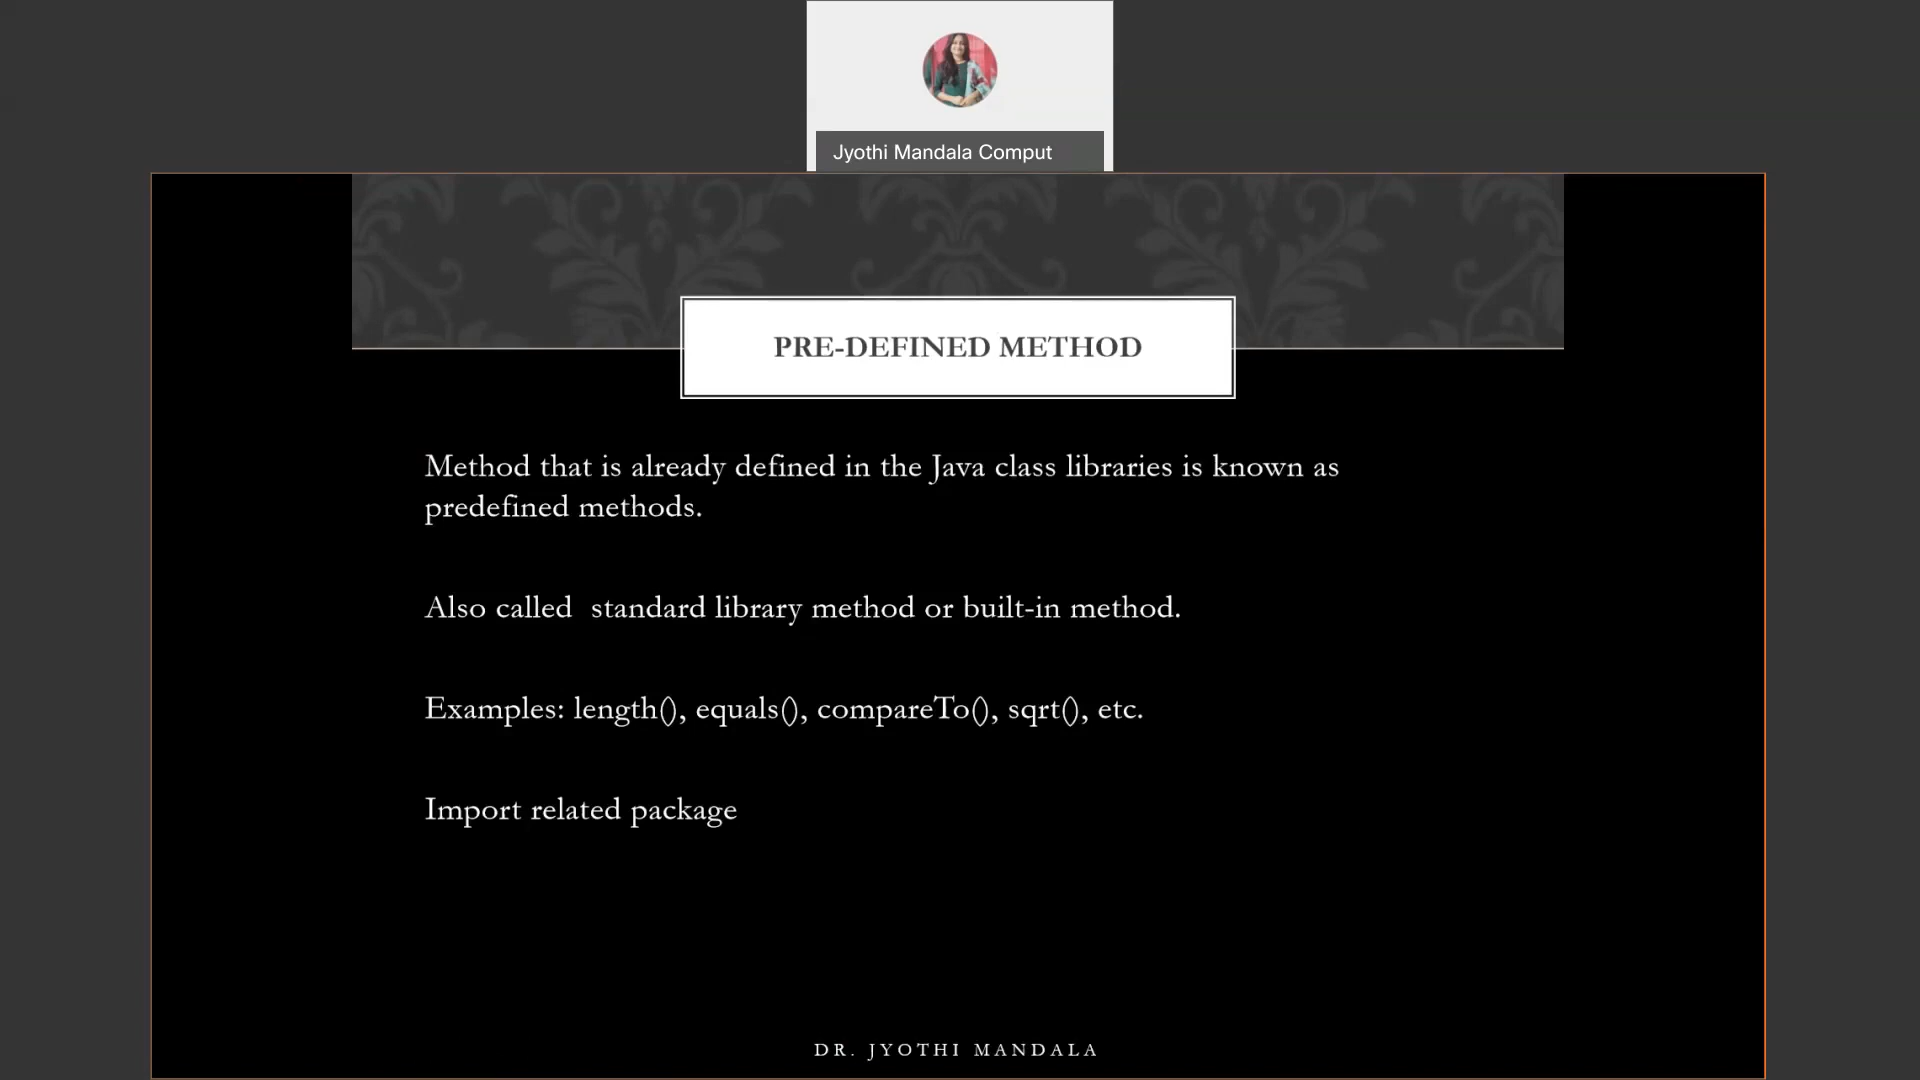 Jyothi Mandala Comput
PRE-DEFINED METHOD
Method that is already defined in the Java class libraries is known as
predefined methods.
Also called  standard library method or built-in method.
Examples: length(), equals(), compareTo(), sqrt(), etc.
Import related package
DR. JYOTHI MANDALA